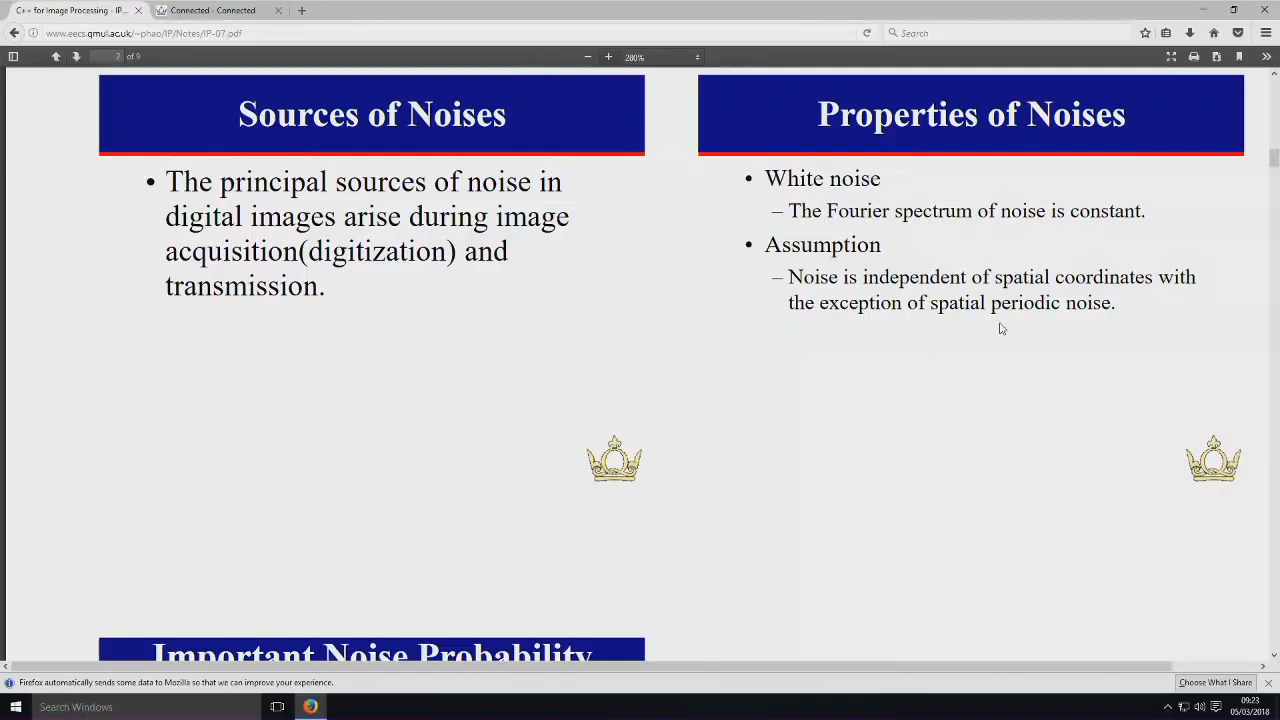 C++ for Image Processing - IP...
Connected - Connected
www.eecs.qmul.ac.uk/~phao/IP/Notes/IP-07.pdf
Search
2 of 9
280%
Sources of Noises
• The principal sources of noise in
digital images arise during image
acquisition(digitization) and
transmission.
Properties of Noises
• White noise
– The Fourier spectrum of noise is constant.
• Assumption
– Noise is independent of spatial coordinates with
the exception of spatial periodic noise.
Important Noise Probability
Firefox automatically sends some data to Mozilla so that we can improve your experience.
Choose What I Share
Search Windows
09:23
05/03/2018